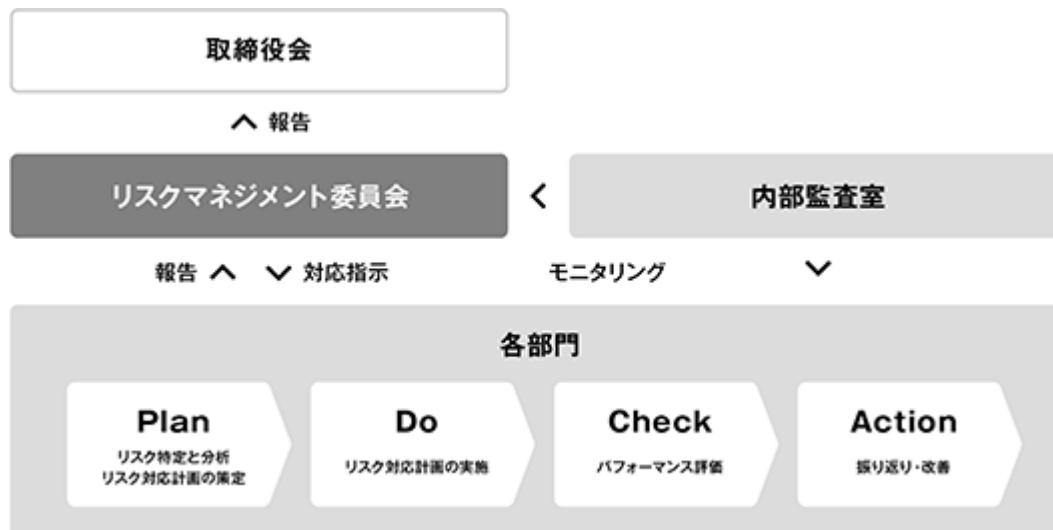 取締役会
報告
リスクマネジメント委員会
内部監査室
報告
対応指示
モニタリング
各部門
Plan
リスク特定と分析
リスク対応計画の策定
Do
リスク対応計画の実施
Check
パフォーマンス評価
Action
振り返り・改善